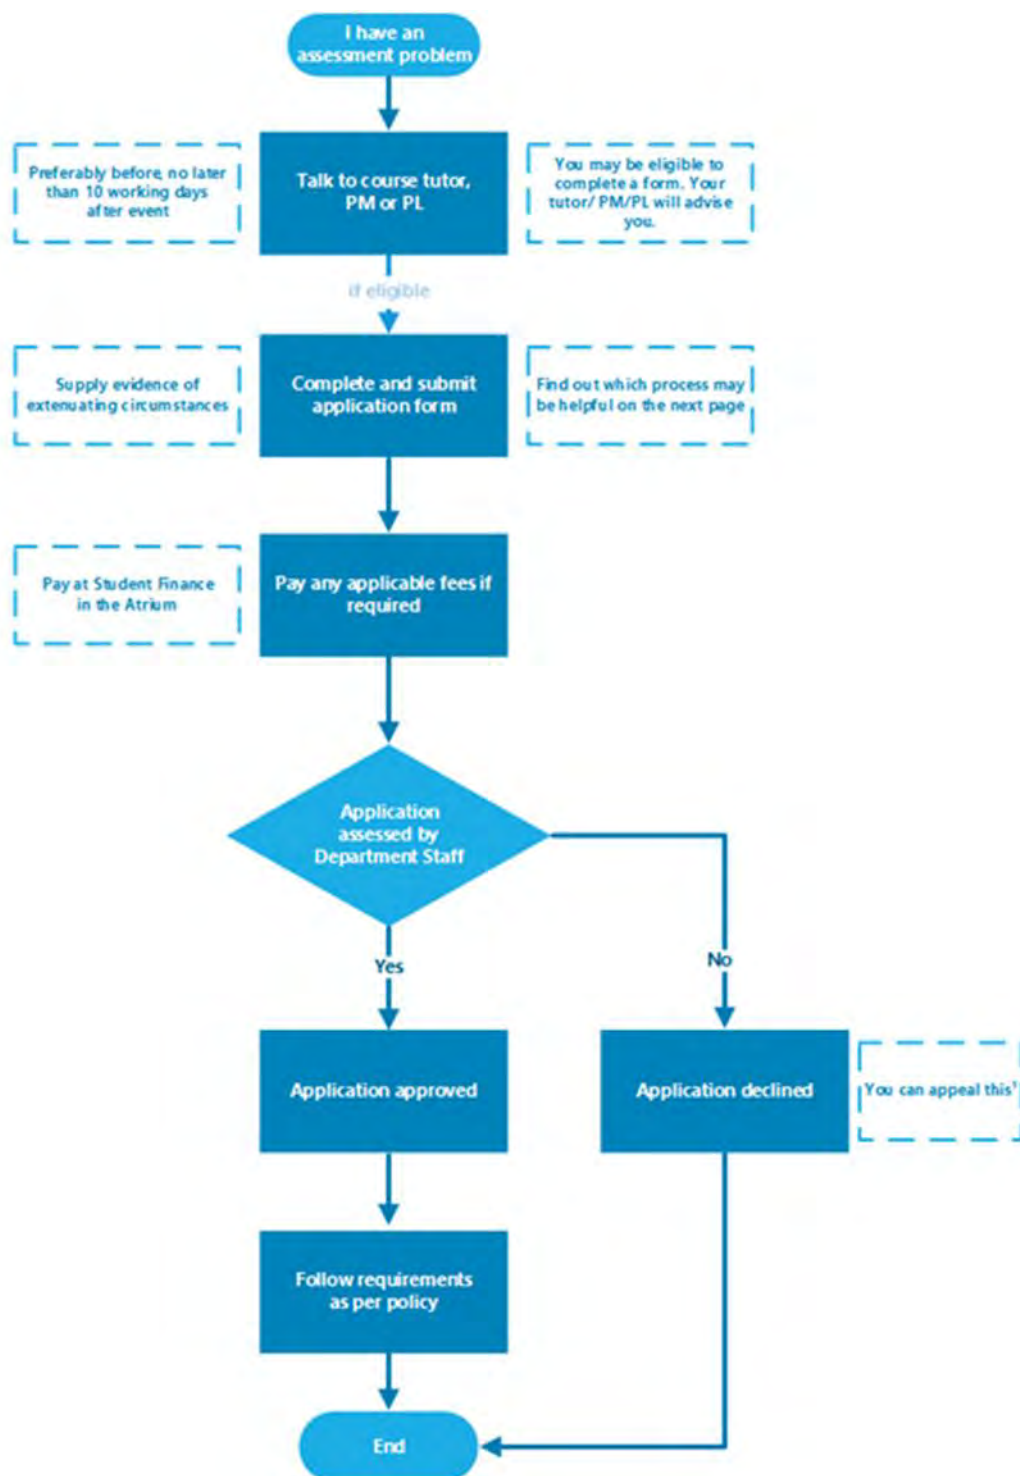 I have an
assessment problem
Preferably before, no later
than 10 working days
after event
Talk to course tutor,
PM or PL
You may be eligible to
complete a form. Your
tutor/ PM/PL will advise
you.
if eligible
Supply evidence of
extenuating circumstances
Complete and submit
application form
Find out which process may
be helpful on the next page
Pay at Student Finance
in the Atrium
Pay any applicable fees if
required
Application
assessed by
Department Staff
Yes
No
Application approved
Application declined
You can appeal this¹
Follow requirements
as per policy
End